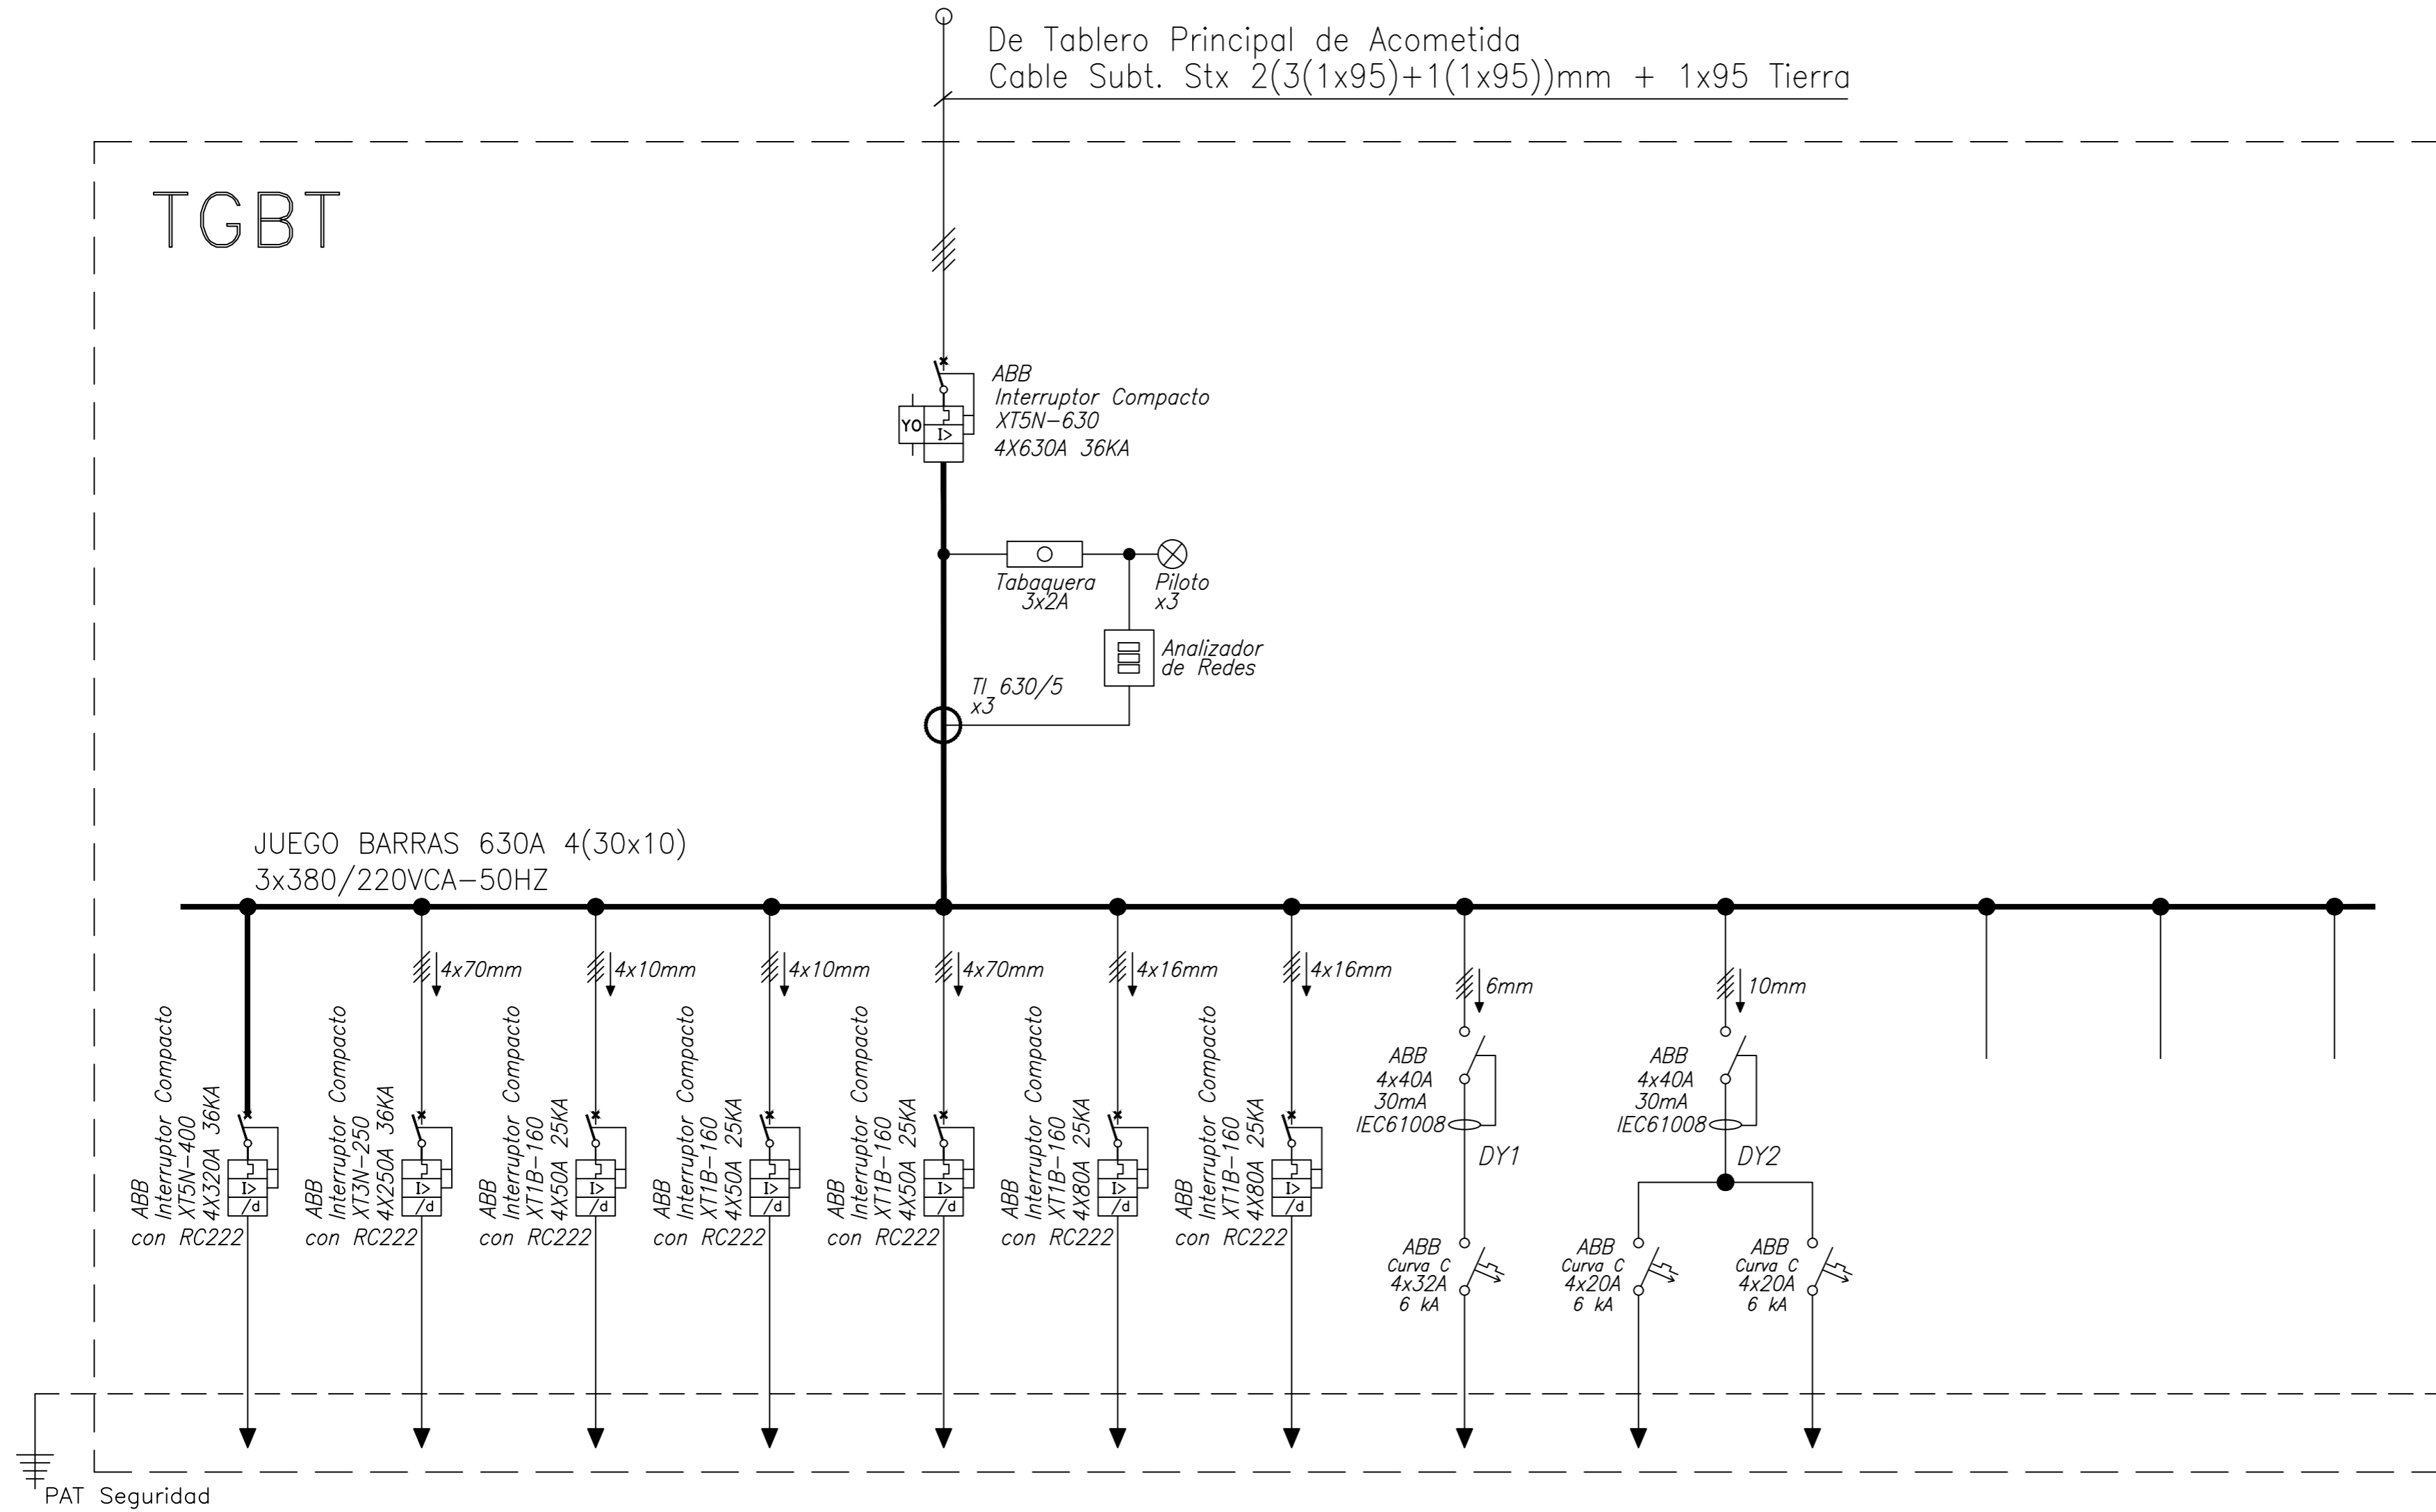 De Tablero Principal de Acometida
Cable Subt. Stx 2(3(1x95)+1(1x95))mm + 1x95 Tierra
TGBT
ABB
Interruptor Compacto
XT5N-630
4X630A 36KA
YO
I>
Tabaquera
3x2A
Piloto
x3
Analizador
de Redes
TI 630/5
x3
JUEGO BARRAS 630A 4(30x10)
3x380/220VCA-50HZ
ABB
Interruptor Compacto
XT5N-400
4X320A 36KA
con RC222
I>
/d
4x70mm
ABB
Interruptor Compacto
XT3N-250
4X250A 36KA
con RC222
I>
/d
4x10mm
ABB
Interruptor Compacto
XT1B-160
4X50A 25KA
con RC222
I>
/d
4x10mm
ABB
Interruptor Compacto
XT1B-160
4X50A 25KA
con RC222
I>
/d
4x70mm
ABB
Interruptor Compacto
XT1B-160
4X50A 25KA
con RC222
I>
/d
4x16mm
ABB
Interruptor Compacto
XT1B-160
4X80A 25KA
con RC222
I>
/d
4x16mm
ABB
Interruptor Compacto
XT1B-160
4X80A 25KA
con RC222
I>
/d
6mm
ABB
4x40A
30mA
IEC61008
DY1
ABB
Curva C
4x32A
6 kA
10mm
ABB
4x40A
30mA
IEC61008
DY2
ABB
Curva C
4x20A
6 kA
ABB
Curva C
4x20A
6 kA
PAT Seguridad